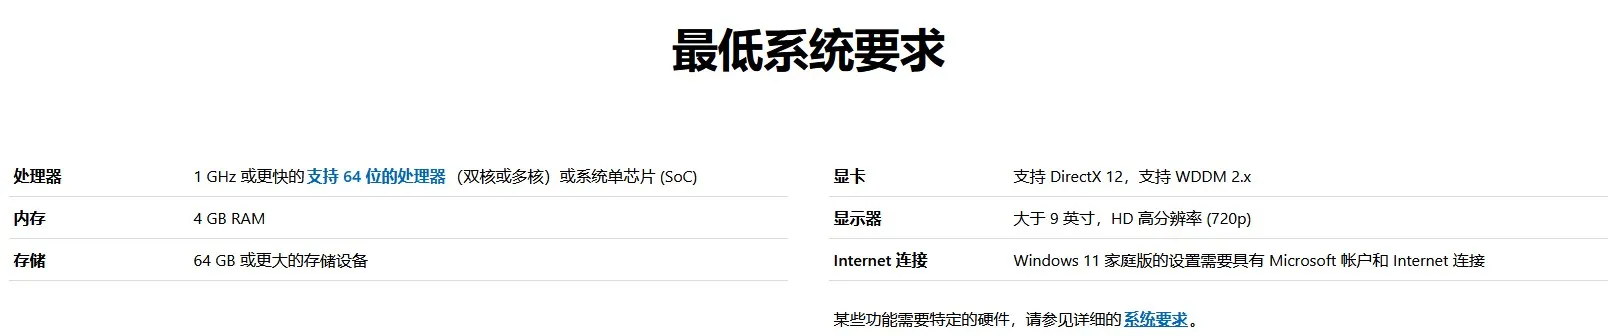 最低系统要求
处理器 1 GHz 或更快的支持 64 位的处理器（双核或多核）或系统单芯片 (SoC)
内存 4 GB RAM
存储 64 GB 或更大的存储设备
显卡 支持 DirectX 12，支持 WDDM 2.x
显示器 大于 9 英寸，HD 高分辨率 (720p)
Internet 连接 Windows 11 家庭版的设置需要具有 Microsoft 帐户和 Internet 连接
某些功能需要特定的硬件，请参见详细的系统要求。